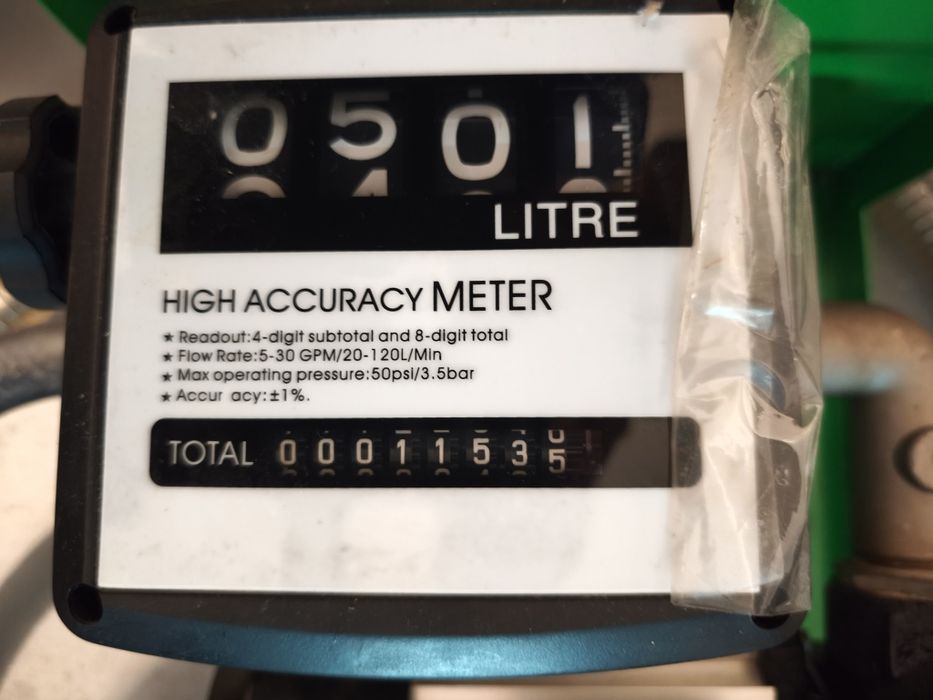 0501
LITRE
HIGH ACCURACY METER
★ Readout:4-digit subtotal and 8-digit total
★ Flow Rate:5-30 GPM/20-120L/Min
★ Max operating pressure:50psi/3.5bar
★ Accur acy:±1%.
TOTAL 00011535